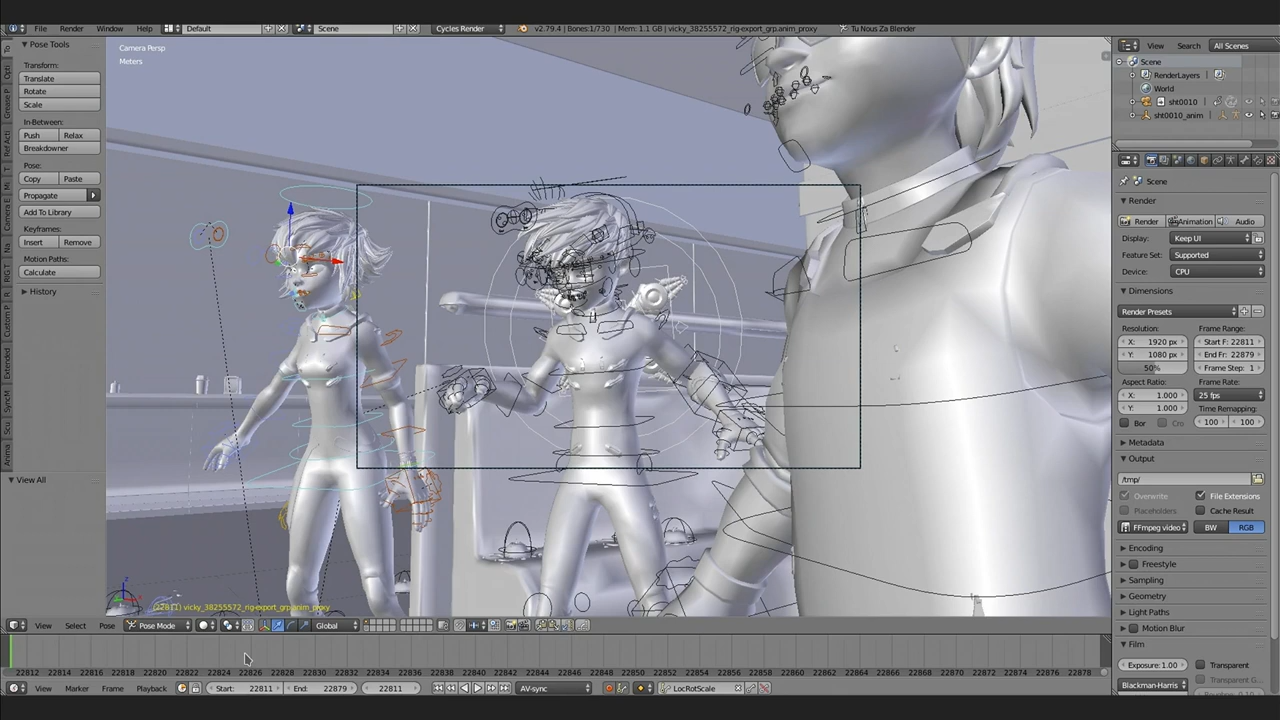 File Render Window Help Default Scene Cycles Render v2.79.4 | Bones:1/730 | Mem: 1.1 GB | vicky_38255572_rig-export_grp.anim_proxy Tu Nous Za Blender
Pose Tools
Transform:
Translate
Rotate
Scale
In-Between:
Push Relax
Breakdowner
Pose:
Copy Paste
Propagate
Add To Library
Keyframes:
Insert Remove
Motion Paths:
Calculate
History
View All
Camera Persp
Meters
(22811) vicky_38255572_rig-export_grp.anim_proxy
View Search All Scenes
Scene
RenderLayers
World
sht0010
sht0010_anim
Scene
Render
Render Animation Audio
Display: Keep UI
Feature Set: Supported
Device: CPU
Dimensions
Render Presets
Resolution: Frame Range:
X: 1920 px Start F: 22811
Y: 1080 px End Fr: 22879
50% Frame Step: 1
Aspect Ratio: Frame Rate:
X: 1.000 25 fps
Y: 1.000 Time Remapping:
Bor Cro 100 100
Metadata
Output
/tmp/
Overwrite File Extensions
Placeholders Cache Result
FFmpeg video BW RGB
Encoding
Freestyle
Sampling
Geometry
Light Paths
Motion Blur
Film
Exposure: 1.00 Transparent
Transparent G...
Blackman-Harris
View Select Pose Pose Mode Global
22812 22814 22816 22818 22820 22822 22824 22826 22828 22830 22832 22834 22836 22838 22840 22842 22844 22846 22848 22850 22852 22854 22856 22858 22860 22862 22864 22866 22868 22870 22872 22874 22876 22878
View Marker Frame Playback Start: 22811 End: 22879 22811 AV-sync LocRotScale